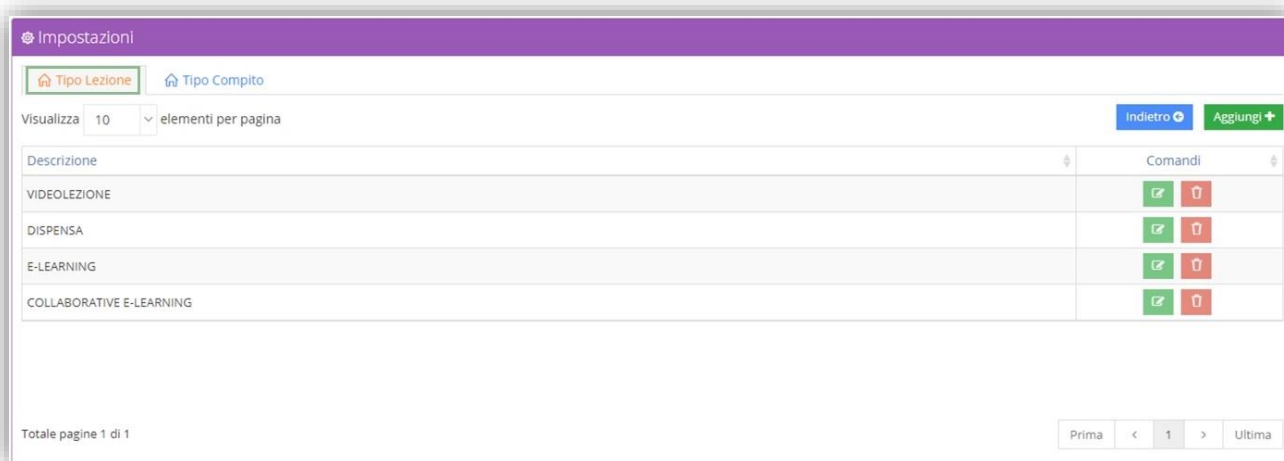 Impostazioni
Tipo Lezione Tipo Compito
Visualizza 10 elementi per pagina Indietro Aggiungi
Descrizione Comandi
VIDEOLEZIONE
DISPENSA
E-LEARNING
COLLABORATIVE E-LEARNING
Totale pagine 1 di 1 Prima < 1 > Ultima